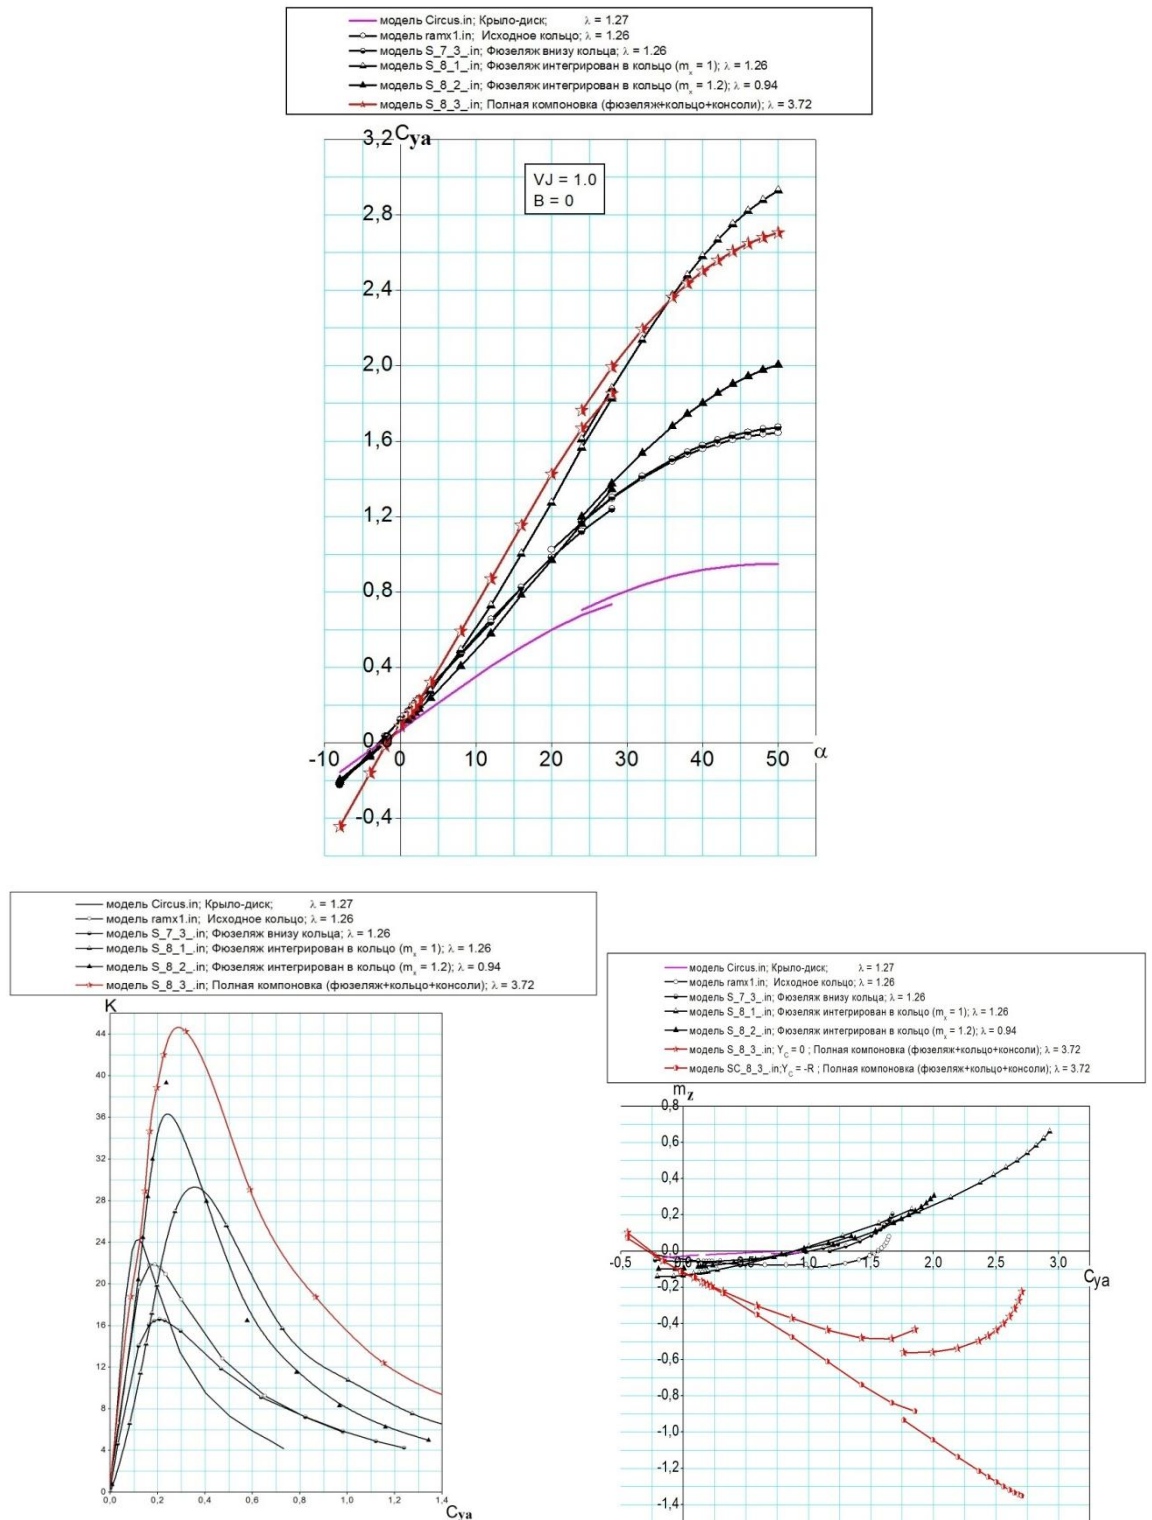 модель Circus.in; Крыло-диск; λ = 1.27
модель ramx1.in; Исходное кольцо; λ = 1.26
модель S_7_3_.in; Фюзеляж внизу кольца; λ = 1.26
модель S_8_1_.in; Фюзеляж интегрирован в кольцо (mₓ = 1); λ = 1.26
модель S_8_2_.in; Фюзеляж интегрирован в кольцо (mₓ = 1.2); λ = 0.94
модель S_8_3_.in; Полная компоновка (фюзеляж+кольцо+консоли); λ = 3.72
3,2 Cya
VJ = 1.0
B = 0
2,8
2,4
2,0
1,6
1,2
0,8
0,4
0,
-10 0 10 20 30 40 50 α
-0,4
модель Circus.in; Крыло-диск; λ = 1.27
модель ramx1.in; Исходное кольцо; λ = 1.26
модель S_7_3_.in; Фюзеляж внизу кольца; λ = 1.26
модель S_8_1_.in; Фюзеляж интегрирован в кольцо (mₓ = 1); λ = 1.26
модель S_8_2_.in; Фюзеляж интегрирован в кольцо (mₓ = 1.2); λ = 0.94
модель S_8_3_.in; Полная компоновка (фюзеляж+кольцо+консоли); λ = 3.72
K
44
40
36
32
28
24
20
16
12
8
4
0,0 0,2 0,4 0,6 0,8 1,0 1,2 1,4
Cya
модель Circus.in; Крыло-диск; λ = 1.27
модель ramx1.in; Исходное кольцо; λ = 1.26
модель S_7_3_.in; Фюзеляж внизу кольца; λ = 1.26
модель S_8_1_.in; Фюзеляж интегрирован в кольцо (mₓ = 1); λ = 1.26
модель S_8_2_.in; Фюзеляж интегрирован в кольцо (mₓ = 1.2); λ = 0.94
модель S_8_3_.in; Y_C = 0 ; Полная компоновка (фюзеляж+кольцо+консоли); λ = 3.72
модель SC_8_3_.in;Y_C = -R ; Полная компоновка (фюзеляж+кольцо+консоли); λ = 3.72
mz
0,8
0,6
0,4
0,2
0,0
-0,5 0,0 0,5 1,0 1,5 2,0 2,5 3,0
Cya
-0,2
-0,4
-0,6
-0,8
-1,0
-1,2
-1,4